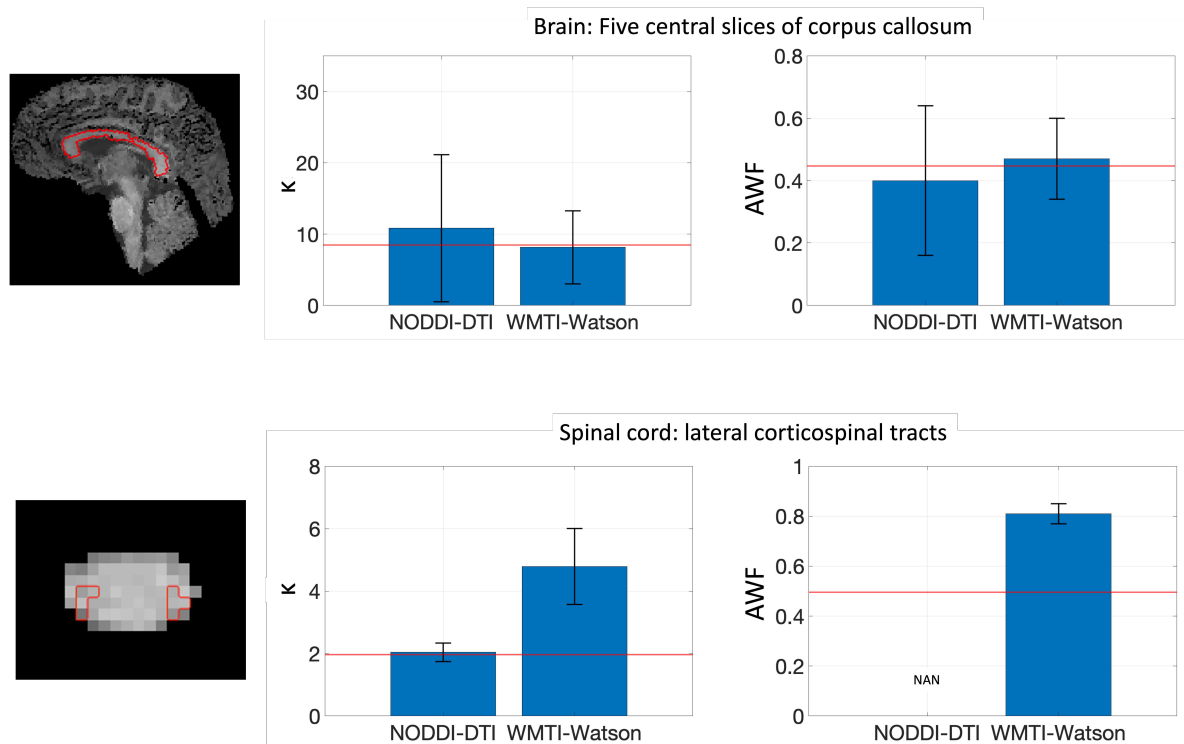 Brain: Five central slices of corpus callosum
30
20
10
0
κ
NODDI-DTI WMTI-Watson
0.8
0.6
0.4
0.2
0
AWF
NODDI-DTI WMTI-Watson
Spinal cord: lateral corticospinal tracts
8
6
4
2
0
κ
NODDI-DTI WMTI-Watson
1
0.8
0.6
0.4
0.2
0
AWF
NAN
NODDI-DTI WMTI-Watson